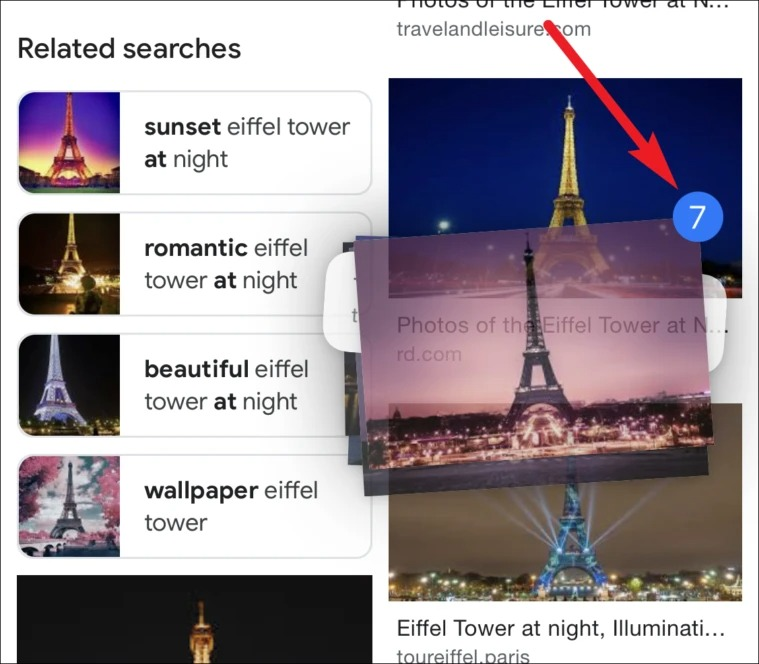 Related searches
sunset eiffel tower
at night
romantic eiffel
tower at night
beautiful eiffel
tower at night
wallpaper eiffel
tower
Photos of the Eiffel Tower at N...
travelandleisure.com
7
Photos of the Eiffel Tower at N...
rd.com
Eiffel Tower at night, Illuminati...
toureiffel.paris